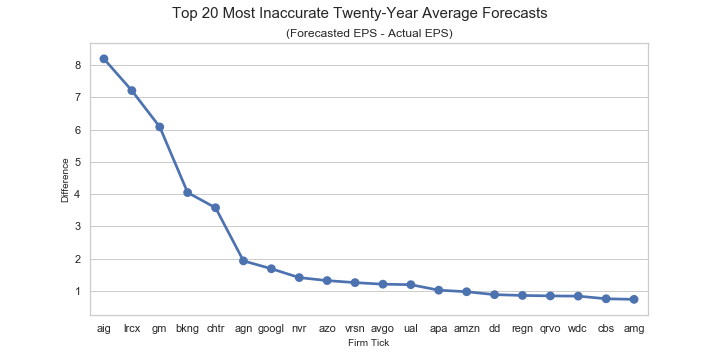 Top 20 Most Inaccurate Twenty-Year Average Forecasts
(Forecasted EPS - Actual EPS)
8
7
6
5
4
3
2
1
Difference
aig lrcx gm bkng chtr agn googl nvr azo vrsn avgo ual apa amzn dd regn qrvo wdc cbs amg
Firm Tick